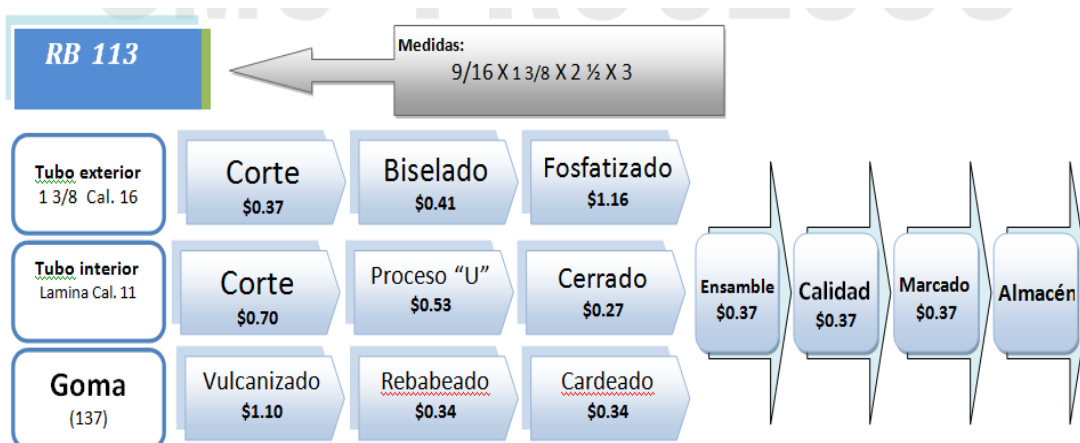 RB 113
Medidas:
9/16 X 1 3/8 X 2 ½ X 3
Tubo exterior
1 3/8 Cal. 16
Corte
$0.37
Biselado
$0.41
Fosfatizado
$1.16
Tubo interior
Lamina Cal. 11
Corte
$0.70
Proceso “U”
$0.53
Cerrado
$0.27
Goma
(137)
Vulcanizado
$1.10
Rebabeado
$0.34
Cardeado
$0.34
Ensamble
$0.37
Calidad
$0.37
Marcado
$0.37
Almacén